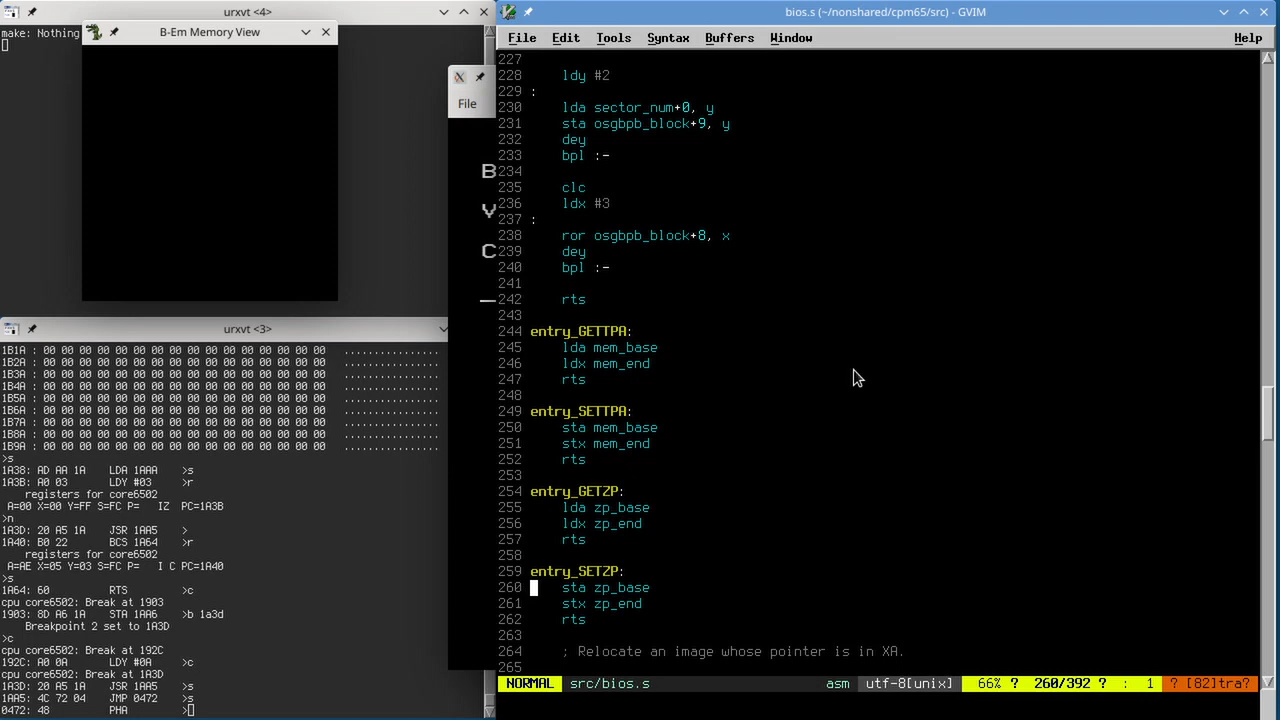 urxvt <4>
make: Nothing
B-Em Memory View
File
B
Y
C
urxvt <3>
1B1A : 00 00 00 00 00 00 00 00 00 00 00 00 00 00 00 00 ................
1B2A : 00 00 00 00 00 00 00 00 00 00 00 00 00 00 00 00 ................
1B3A : 00 00 00 00 00 00 00 00 00 00 00 00 00 00 00 00 ................
1B4A : 00 00 00 00 00 00 00 00 00 00 00 00 00 00 00 00 ................
1B5A : 00 00 00 00 00 00 00 00 00 00 00 00 00 00 00 00 ................
1B6A : 00 00 00 00 00 00 00 00 00 00 00 00 00 00 00 00 ................
1B7A : 00 00 00 00 00 00 00 00 00 00 00 00 00 00 00 00 ................
1B8A : 00 00 00 00 00 00 00 00 00 00 00 00 00 00 00 00 ................
1B9A : 00 00 00 00 00 00 00 00 00 00 00 00 00 00 00 00 ................
>s
1A38: AD AA 1A LDA 1AAA >s
1A3B: A0 03 LDY #03 >r
registers for core6502
A=00 X=00 Y=FF S=FC P= IZ PC=1A3B
>n
1A3D: 20 A5 1A JSR 1AA5 >
1A40: B0 22 BCS 1A64 >r
registers for core6502
A=AE X=05 Y=03 S=FC P= I C PC=1A40
>s
1A64: 60 RTS >c
cpu core6502: Break at 1903
1903: 8D A6 1A STA 1AA6 >b 1a3d
Breakpoint 2 set to 1A3D
>c
cpu core6502: Break at 192C
192C: A0 0A LDY #0A >c
cpu core6502: Break at 1A3D
1A3D: 20 A5 1A JSR 1AA5 >s
1AA5: 4C 72 04 JMP 0472 >s
0472: 48 PHA >
bios.s (~/nonshared/cpm65/src) - GVIM
File Edit Tools Syntax Buffers Window Help
227
228 ldy #2
229 :
230 lda sector_num+0, y
231 sta osgbpb_block+9, y
232 dey
233 bpl :-
234
235 clc
236 ldx #3
237 :
238 ror osgbpb_block+8, x
239 dey
240 bpl :-
241
242 rts
243
244 entry_GETTPA:
245 lda mem_base
246 ldx mem_end
247 rts
248
249 entry_SETTPA:
250 sta mem_base
251 stx mem_end
252 rts
253
254 entry_GETZP:
255 lda zp_base
256 ldx zp_end
257 rts
258
259 entry_SETZP:
260 sta zp_base
261 stx zp_end
262 rts
263
264 ; Relocate an image whose pointer is in XA.
265
NORMAL src/bios.s asm utf-8[unix] 66% ? 260/392 ? : 1 ? [82]tra?